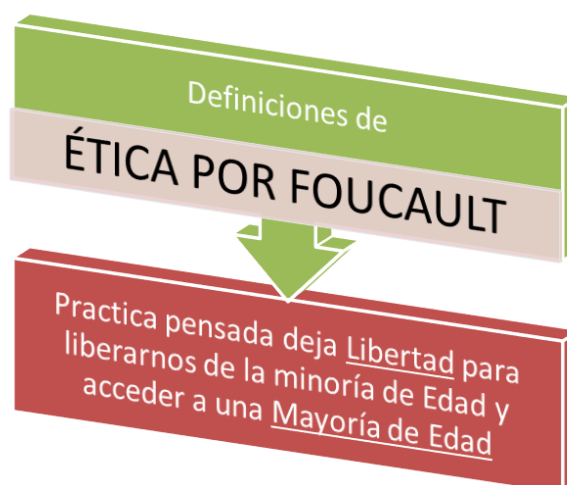 Definiciones de
ÉTICA POR FOUCAULT
Practica pensada deja Libertad para
liberarnos de la minoría de Edad y
acceder a una Mayoría de Edad